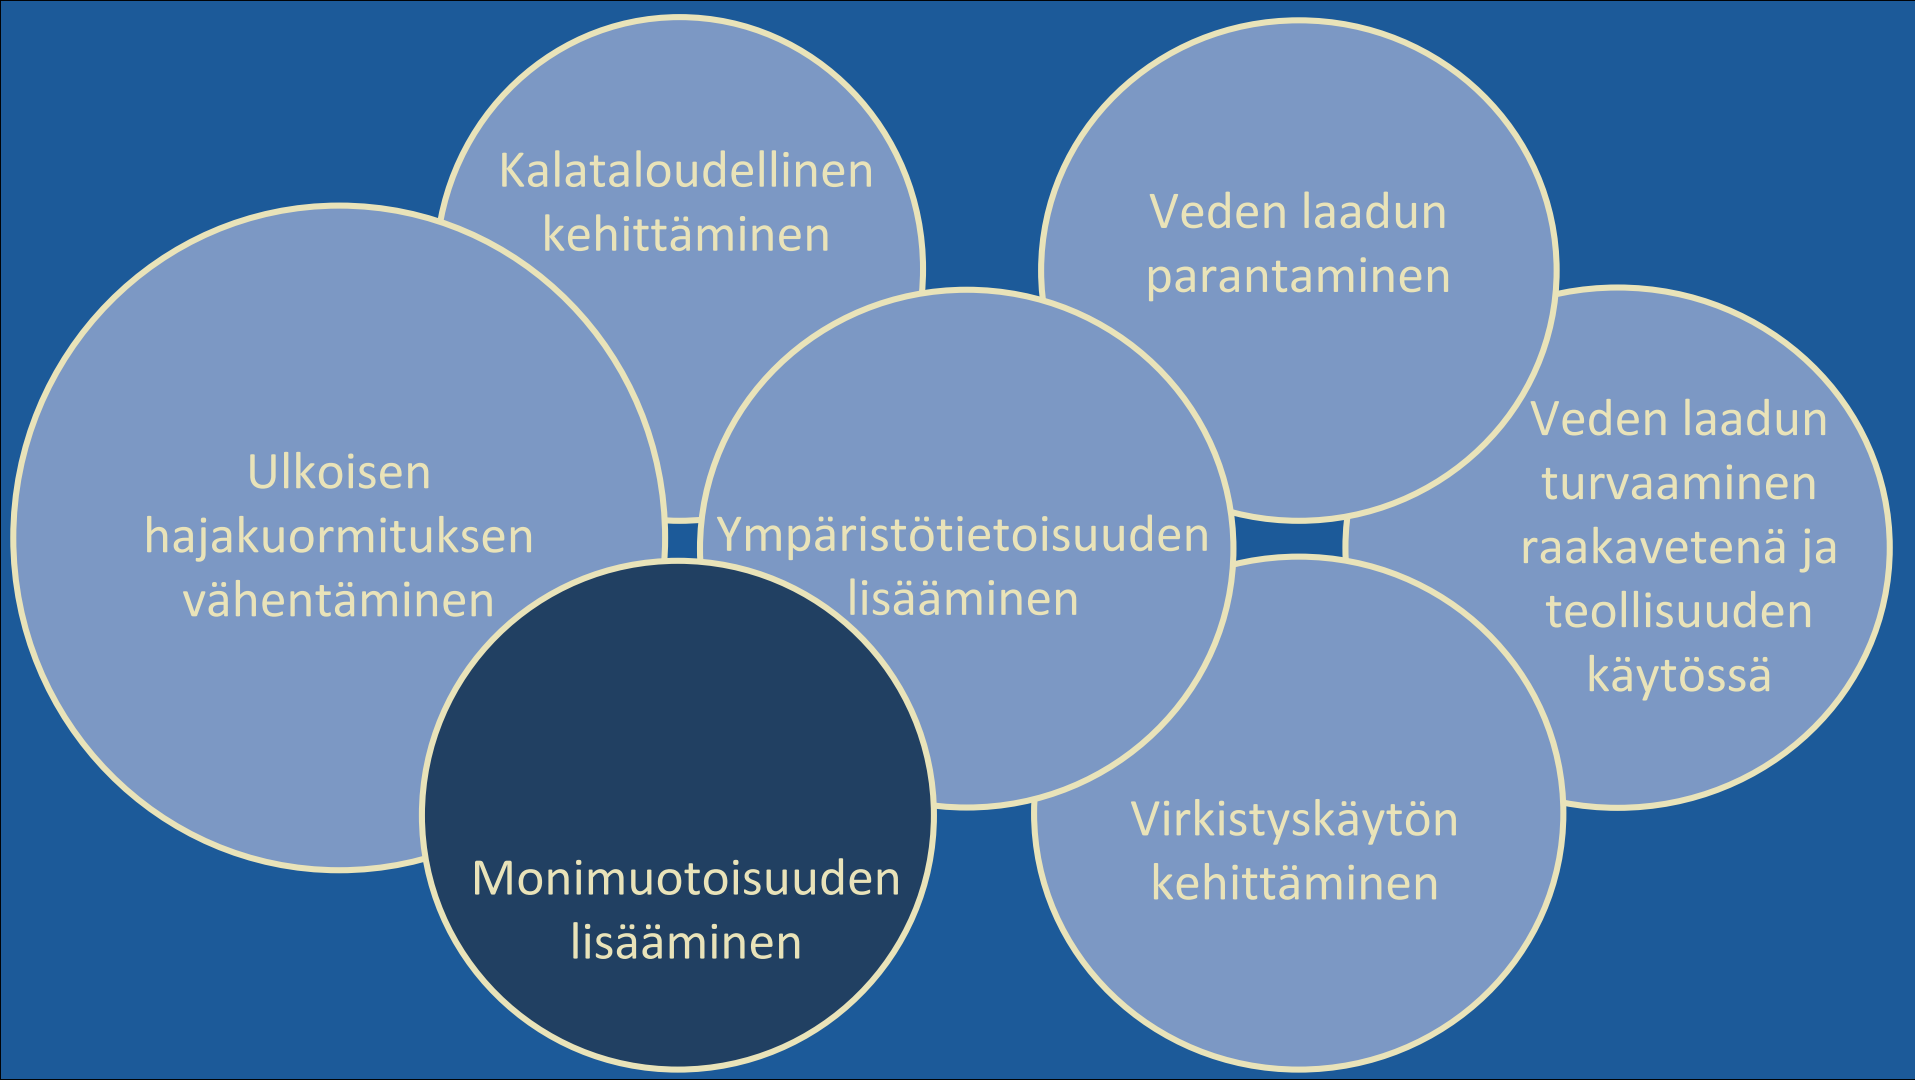 Kalataloudellinen
kehittäminen
Veden laadun
parantaminen
Ulkoisen
hajakuormituksen
vähentäminen
Ympäristötietoisuuden
lisääminen
Veden laadun
turvaaminen
raakavetenä ja
teollisuuden
käytössä
Monimuotoisuuden
lisääminen
Virkistyskäytön
kehittäminen